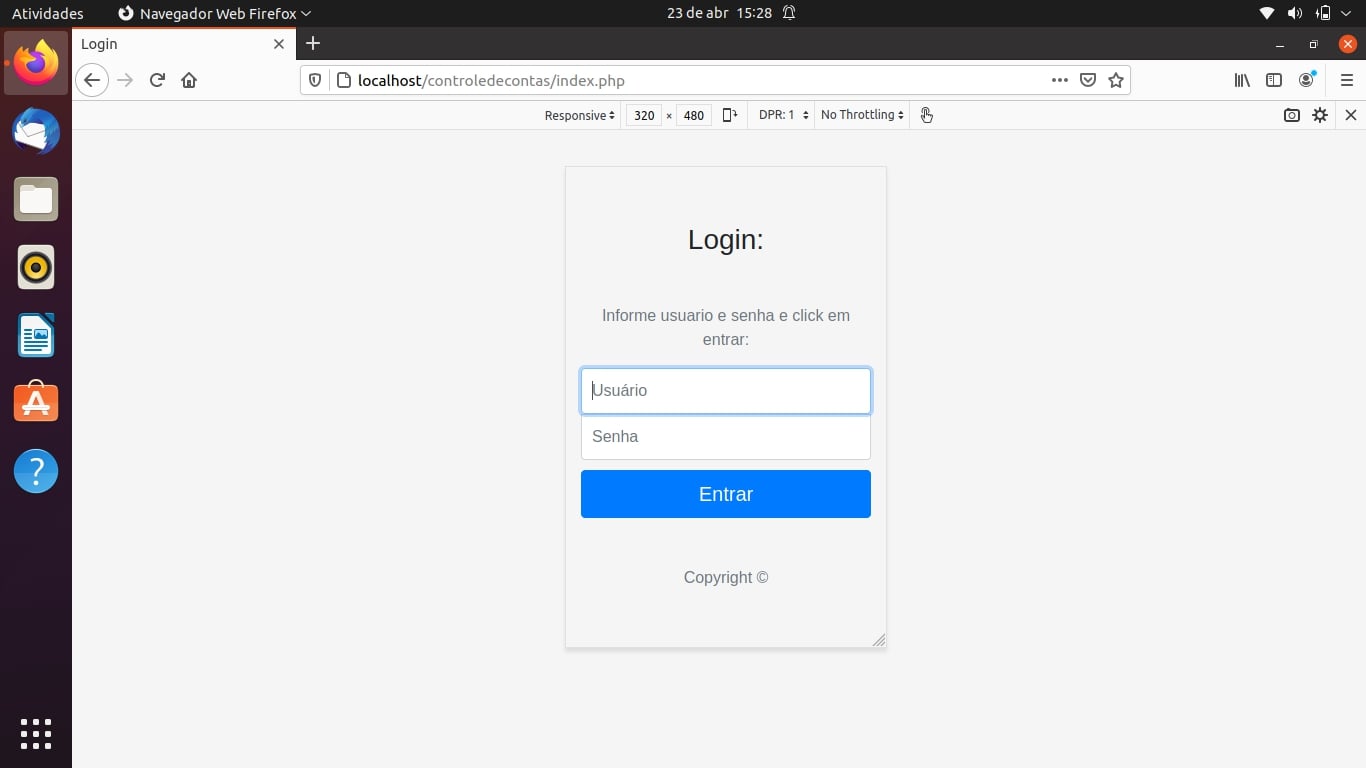 Atividades
Navegador Web Firefox
23 de abr 15:28
Login
localhost/controledecontas/index.php
Responsive
320 × 480
DPR: 1
No Throttling
Login:
Informe usuario e senha e click em
entrar:
Usuário
Senha
Entrar
Copyright ©